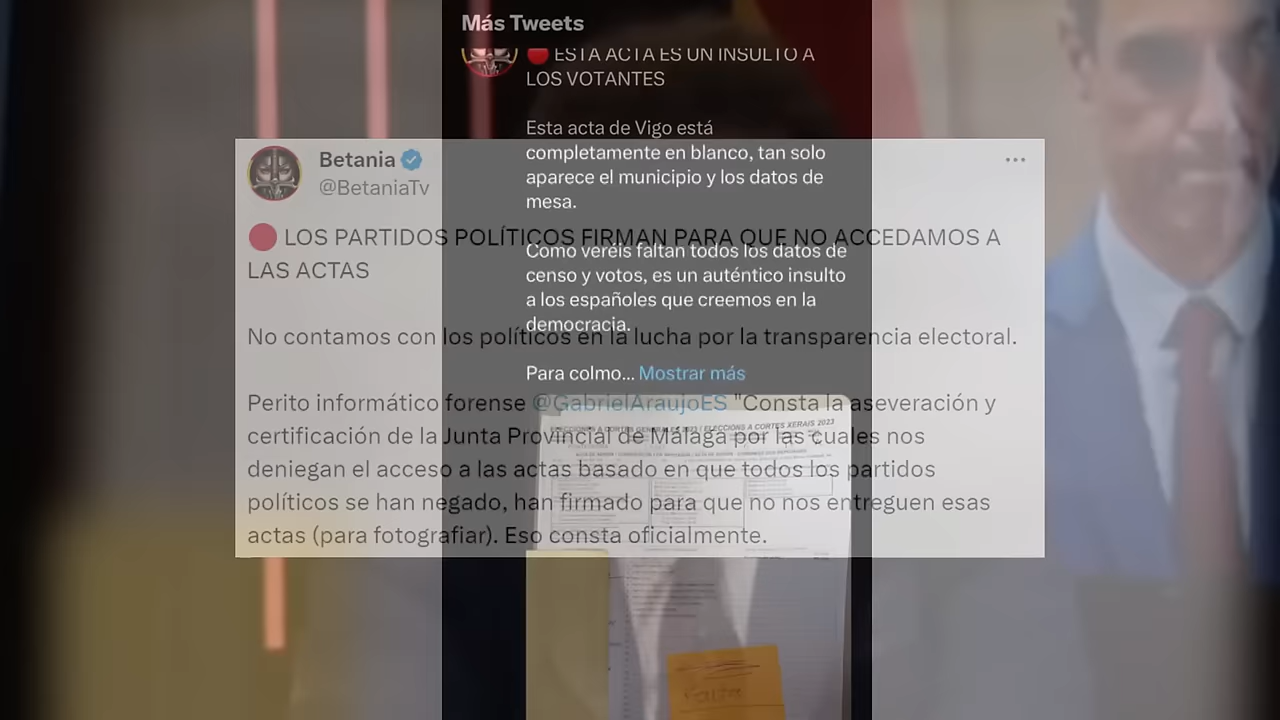 Más Tweets
ESTA ACTA ES UN INSULTO A
LOS VOTANTES
Esta acta de Vigo está
completamente en blanco, tan solo
aparece el municipio y los datos de
mesa.
Como veréis faltan todos los datos de
censo y votos, es un auténtico insulto
a los españoles que creemos en la
democracia.
Para colmo... Mostrar más
Betania
@BetaniaTv
LOS PARTIDOS POLÍTICOS FIRMAN PARA QUE NO ACCEDAMOS A
LAS ACTAS
No contamos con los políticos en la lucha por la transparencia electoral.
Perito informático forense @GabrielAraujoES "Consta la aseveración y
certificación de la Junta Provincial de Málaga por las cuales nos
deniegan el acceso a las actas basado en que todos los partidos
políticos se han negado, han firmado para que no nos entreguen esas
actas (para fotografiar). Eso consta oficialmente.